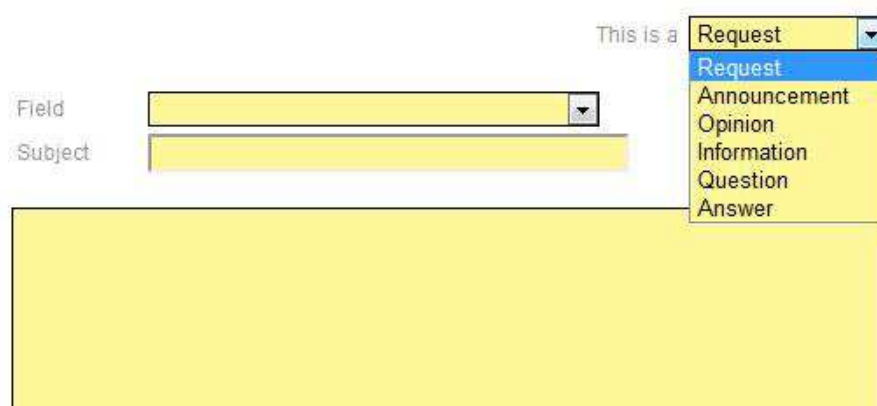 This is a Request
Request
Announcement
Field
Opinion
Subject
Information
Question
Answer